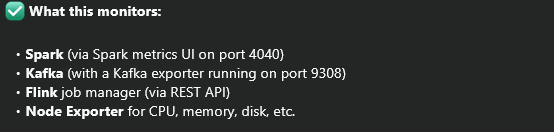 ✅ What this monitors:
• Spark (via Spark metrics UI on port 4040)
• Kafka (with a Kafka exporter running on port 9308)
• Flink job manager (via REST API)
• Node Exporter for CPU, memory, disk, etc.